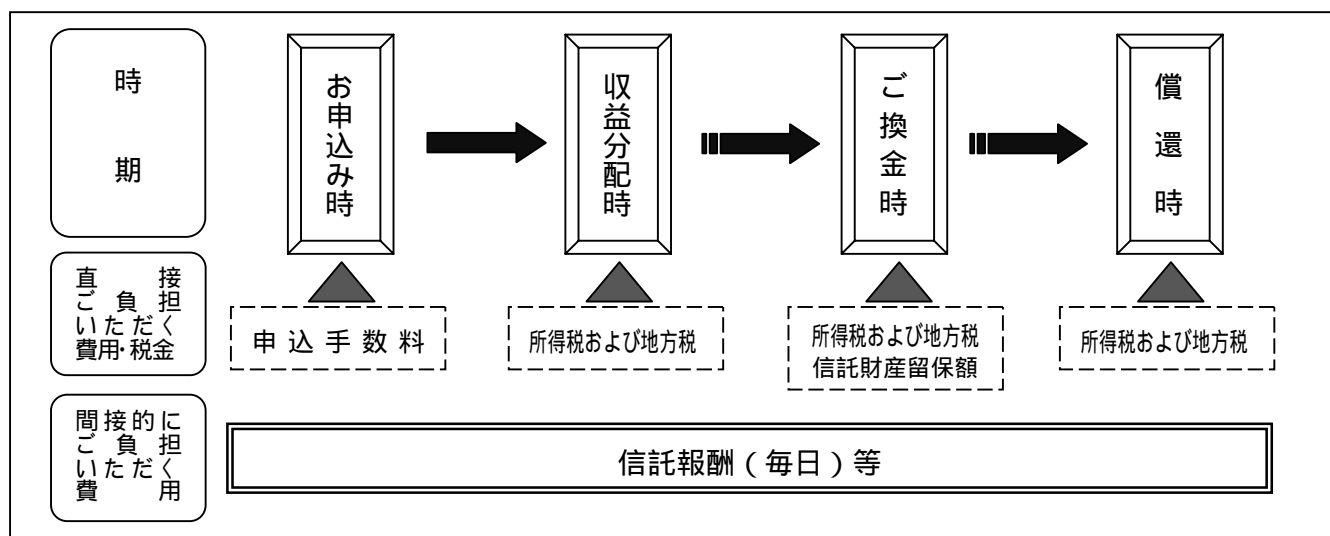 時期
お申込み時
収益分配時
ご換金時
償還時
直接
ご負担
いただく
費用・税金
申込手数料
所得税および地方税
所得税および地方税
信託財産留保額
所得税および地方税
間接的に
ご負担
いただく
費用
信託報酬(毎日)等